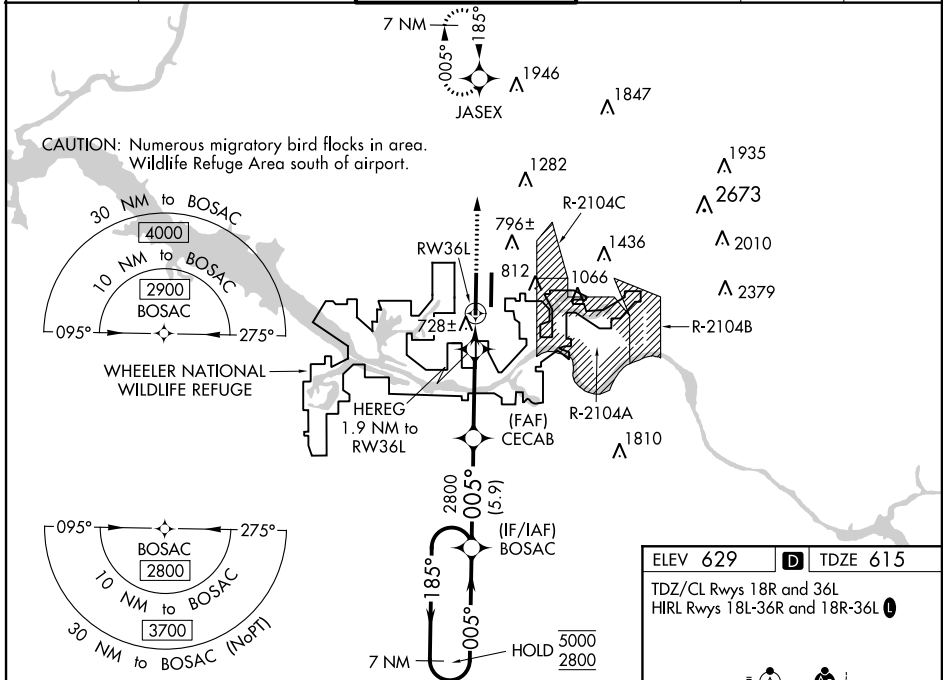 7 NM
185°
005°
JASEX
1946
1847
CAUTION: Numerous migratory bird flocks in area.
Wildlife Refuge Area south of airport.
1282
1935
2673
R-2104C
30 NM to BOSAC
4000
10 NM to BOSAC
2900
BOSAC
095°
275°
RW36L
796±
1436
2010
812
1066
2379
728±
R-2104B
WHEELER NATIONAL
WILDLIFE REFUGE
HEREG
1.9 NM to
RW36L
(FAF)
CECAB
R-2104A
1810
2800
005°
(5.9)
095°
275°
BOSAC
2800
10 NM to BOSAC
3700
30 NM to BOSAC (NoPT)
(IF/IAF)
BOSAC
185°
005°
7 NM
HOLD
5000
2800
ELEV 629
D
TDZE 615
TDZ/CL Rwys 18R and 36L
HIRL Rwys 18L-36R and 18R-36L L